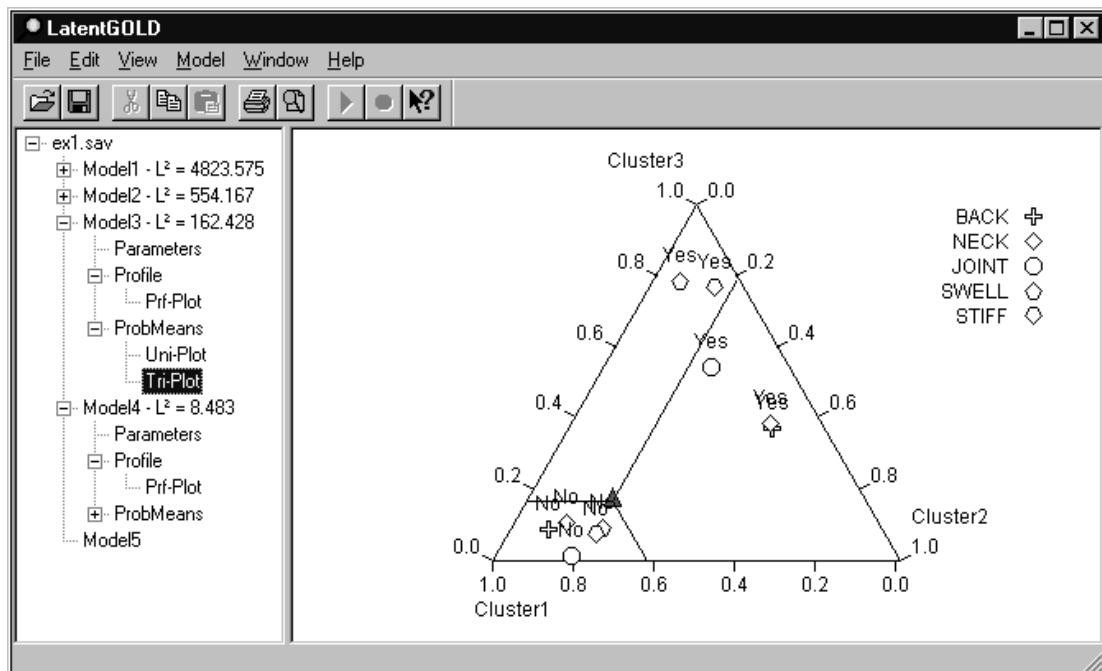 LatentGOLD
File Edit View Model Window Help
ex1.sav
Model1 - L² = 4823.575
Model2 - L² = 554.167
Model3 - L² = 162.428
Parameters
Profile
Prf-Plot
ProbMeans
Uni-Plot
Tri-Plot
Model4 - L² = 8.483
Parameters
Profile
Prf-Plot
ProbMeans
Model5
Cluster3
1.0 0.0
BACK
NECK
JOINT
SWELL
STIFF
Yes Yes
0.8 0.2
Yes
0.6 0.4
Yes
Yes
0.4 0.6
0.2 0.8
No No No
No
No
Cluster2
0.0 1.0
1.0 0.8 0.6 0.4 0.2 0.0
Cluster1